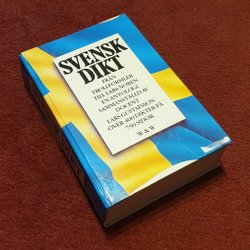 SVENSK
DIKT
FRÅN
TROLLFORMLER
TILL LARS NORÉN
EN ANTOLOGI
SAMMANSTÄLLD AV
DOCENT
LARS GUSTAFSSON
ÖVER 400 DIKTER PÅ
750 SIDOR
W & W